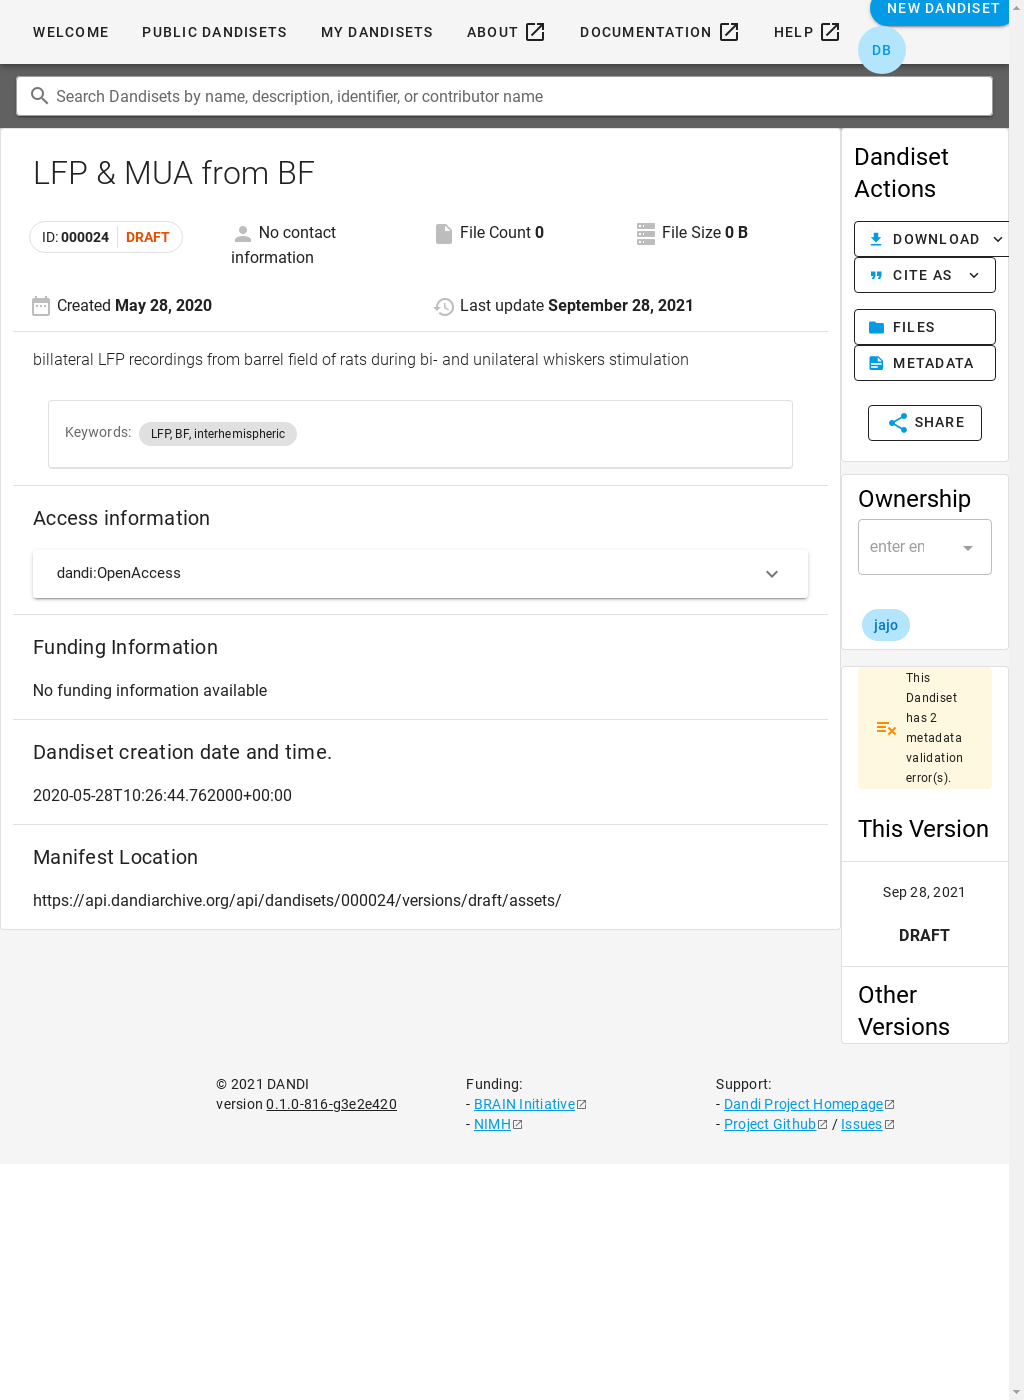 WELCOME PUBLIC DANDISETS MY DANDISETS ABOUT DOCUMENTATION HELP NEW DANDISET
DB
Search Dandisets by name, description, identifier, or contributor name
LFP & MUA from BF
ID: 000024 DRAFT
No contact information
File Count 0
File Size 0 B
Created May 28, 2020
Last update September 28, 2021
billateral LFP recordings from barrel field of rats during bi- and unilateral whiskers stimulation
Keywords: LFP, BF, interhemispheric
Access information
dandi:OpenAccess
Funding Information
No funding information available
Dandiset creation date and time.
2020-05-28T10:26:44.762000+00:00
Manifest Location
https://api.dandiarchive.org/api/dandisets/000024/versions/draft/assets/
Dandiset
Actions
DOWNLOAD
CITE AS
FILES
METADATA
SHARE
Ownership
enter en
jajo
This
Dandiset
has 2
metadata
validation
error(s).
This Version
Sep 28, 2021
DRAFT
Other
Versions
© 2021 DANDI
version 0.1.0-816-g3e2e420
Funding:
- BRAIN Initiative
- NIMH
Support:
- Dandi Project Homepage
- Project Github / Issues